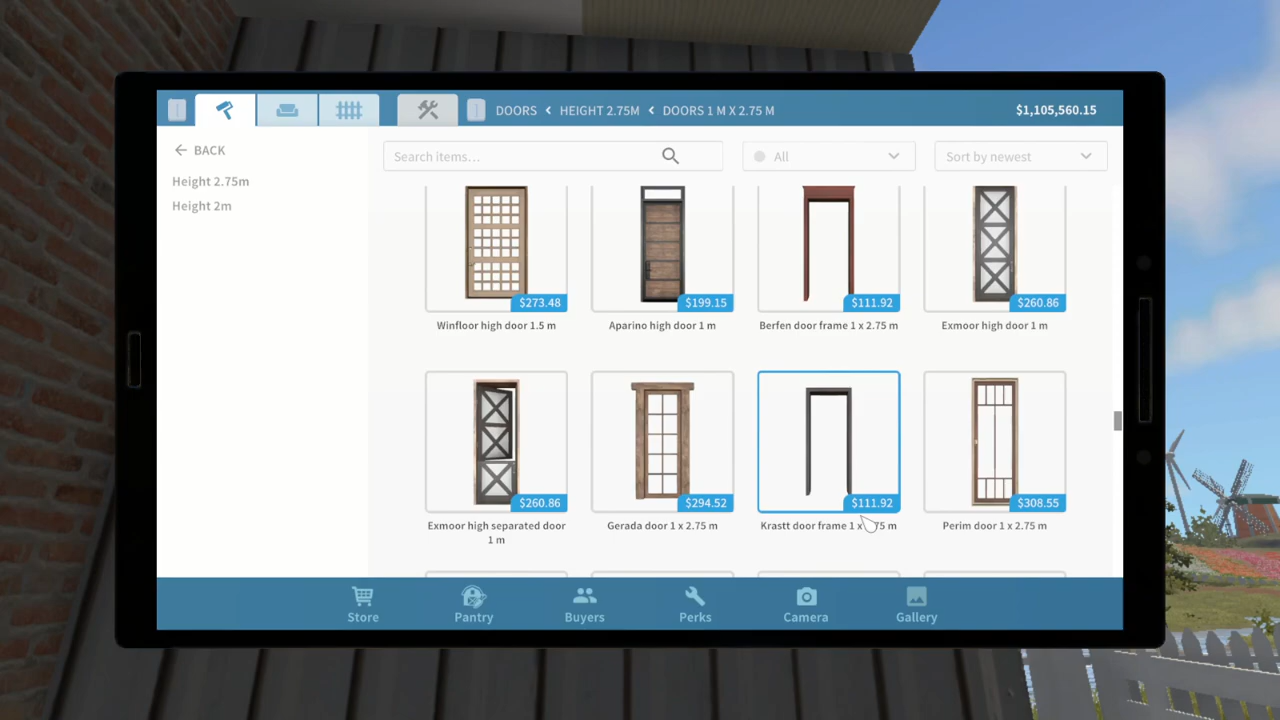 DOORS < HEIGHT 2.75M < DOORS 1 M X 2.75 M
$1,105,560.15
BACK
Height 2.75m
Height 2m
Search items...
All
Sort by newest
$273.48
Winfloor high door 1.5 m
$199.15
Aparino high door 1 m
$111.92
Berfen door frame 1 x 2.75 m
$260.86
Exmoor high door 1 m
$260.86
Exmoor high separated door
1 m
$294.52
Gerada door 1 x 2.75 m
$111.92
Krastt door frame 1 x 2.75 m
$308.55
Perim door 1 x 2.75 m
Store
Pantry
Buyers
Perks
Camera
Gallery